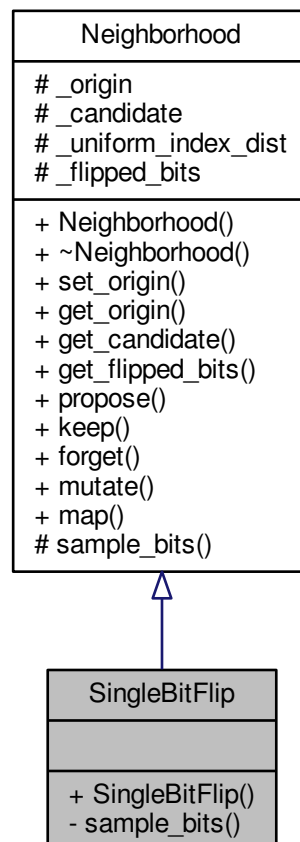 Neighborhood
# _origin
# _candidate
# _uniform_index_dist
# _flipped_bits
+ Neighborhood()
+ ~Neighborhood()
+ set_origin()
+ get_origin()
+ get_candidate()
+ get_flipped_bits()
+ propose()
+ keep()
+ forget()
+ mutate()
+ map()
# sample_bits()
SingleBitFlip
+ SingleBitFlip()
- sample_bits()